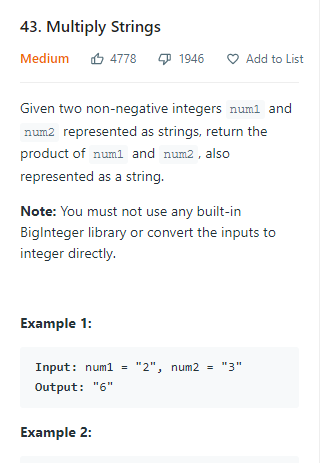 43. Multiply Strings
Medium 4778 1946 Add to List
Given two non-negative integers num1 and
num2 represented as strings, return the
product of num1 and num2 , also
represented as a string.
Note: You must not use any built-in
BigInteger library or convert the inputs to
integer directly.
Example 1:
Input: num1 = "2", num2 = "3"
Output: "6"
Example 2: